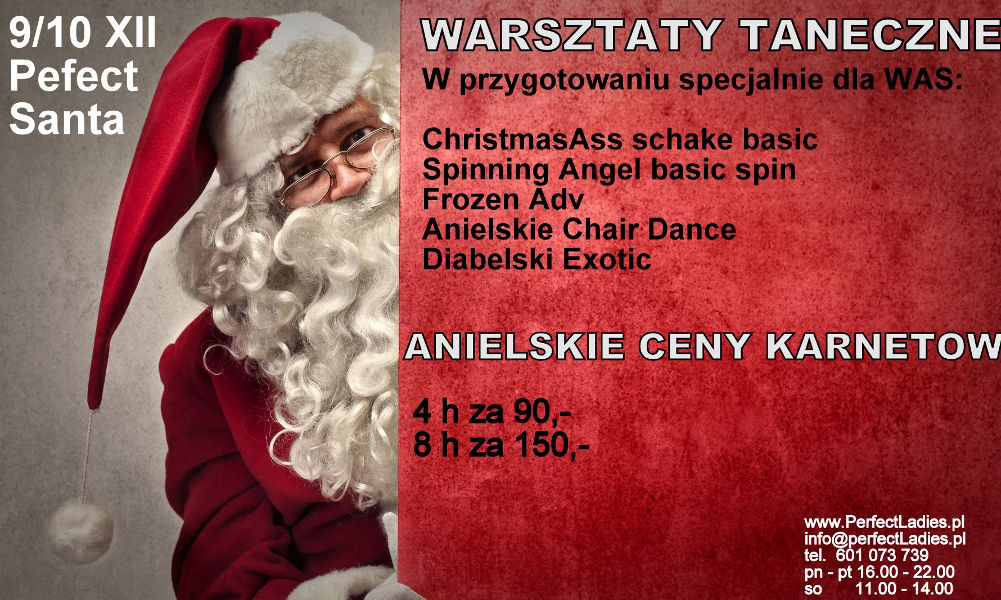 9/10 XII
Pefect
Santa
WARSZTATY TANECZNE
W przygotowaniu specjalnie dla WAS:
ChristmasAss schake basic
Spinning Angel basic spin
Frozen Adv
Anielskie Chair Dance
Diabelski Exotic
ANIELSKIE CENY KARNETOW
4 h za 90,-
8 h za 150,-
www.PerfectLadies.pl
info@perfectLadies.pl
tel. 601 073 739
pn - pt 16.00 - 22.00
so 11.00 - 14.00